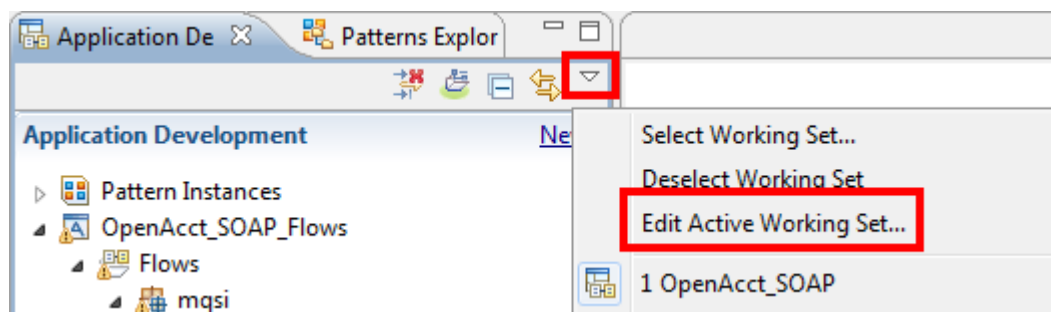 Application De Patterns Explor
Application Development Ne
Select Working Set...
Deselect Working Set
Pattern Instances
Edit Active Working Set...
OpenAcct_SOAP_Flows
Flows
1 OpenAcct_SOAP
mqsi